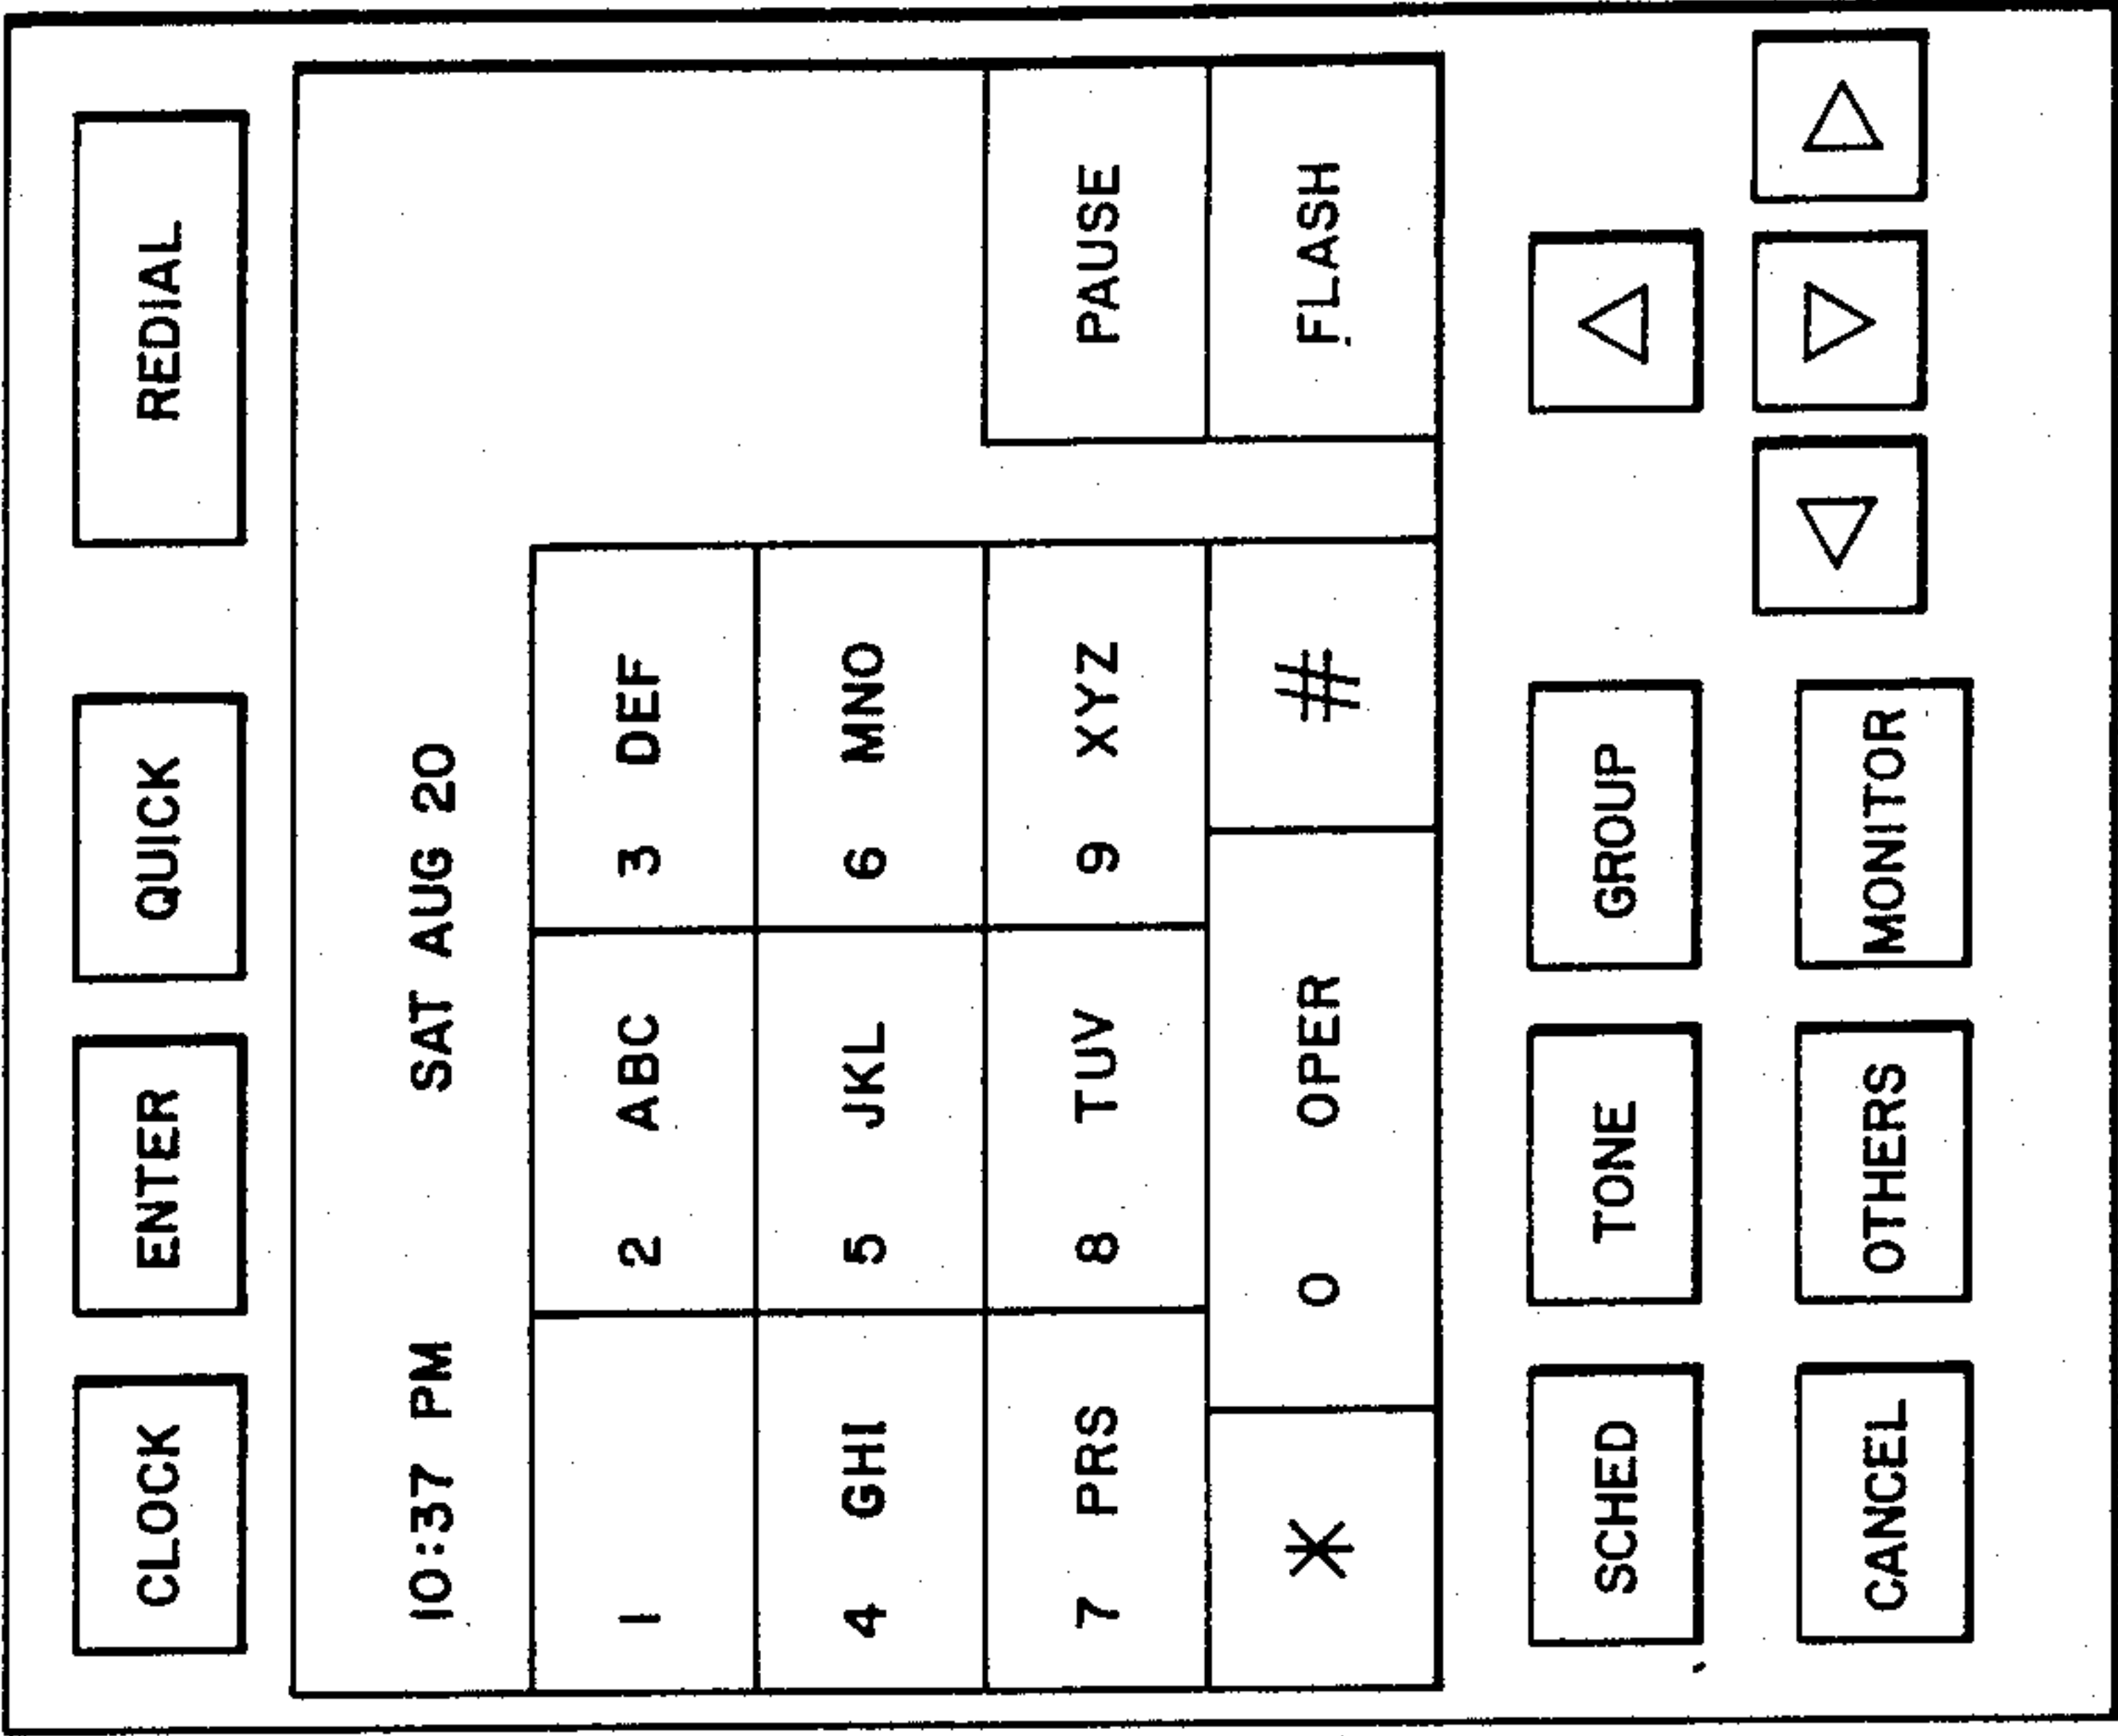 CLOCK ENTER QUICK REDIAL
10:37 PM SAT AUG 20
1 2 ABC 3 DEF
4 GHI 5 JKL 6 MNO
7 PRS 8 TUV 9 XYZ PAUSE
* 0 OPER # FLASH
SCHED TONE GROUP
CANCEL OTHERS MONITOR